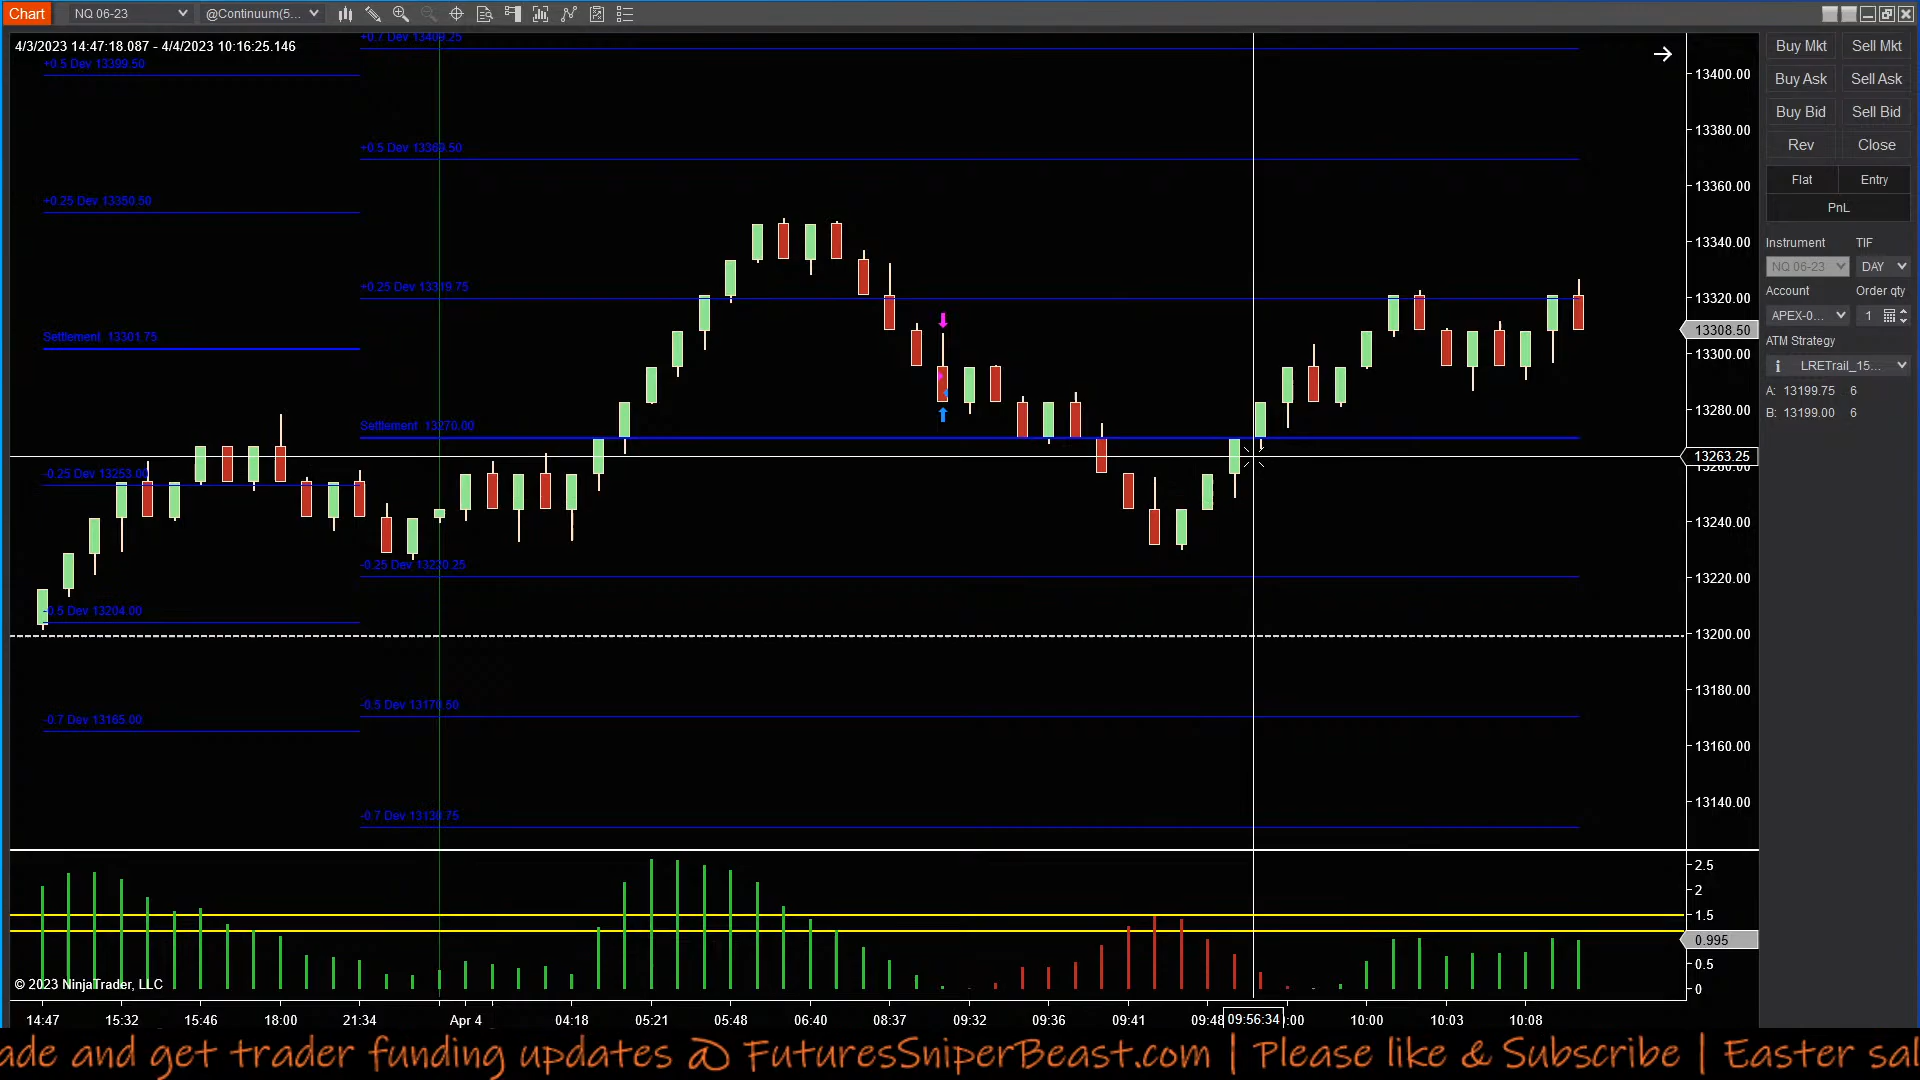 Chart NQ 06-23 @Continuum(5...
4/3/2023 14:47:18.087 - 4/4/2023 10:16:25.146
+0.7 Dev 13409.25
+0.5 Dev 13399.50
+0.5 Dev 13369.50
+0.25 Dev 13350.50
+0.25 Dev 13319.75
Settlement 13301.75
Settlement 13270.00
-0.25 Dev 13253.00
-0.25 Dev 13220.25
-0.5 Dev 13204.00
-0.5 Dev 13170.50
-0.7 Dev 13165.00
-0.7 Dev 13130.75
13400.00
13380.00
13360.00
13340.00
13320.00
13308.50
13300.00
13280.00
13263.25
13260.00
13240.00
13220.00
13200.00
13180.00
13160.00
13140.00
2.5
2
1.5
0.995
0.5
0
© 2023 NinjaTrader, LLC
14:47 15:32 15:46 18:00 21:34 Apr 4 04:18 05:21 05:48 06:40 08:37 09:32 09:36 09:41 09:48 09:56:34 :00 10:00 10:03 10:08
Buy Mkt Sell Mkt
Buy Ask Sell Ask
Buy Bid Sell Bid
Rev Close
Flat Entry
PnL
Instrument TIF
NQ 06-23 DAY
Account Order qty
APEX-0... 1
ATM Strategy
LRETrail_15...
A: 13199.75 6
B: 13199.00 6
ade and get trader funding updates @ FuturesSniperBeast.com | Please like & Subscribe | Easter sal